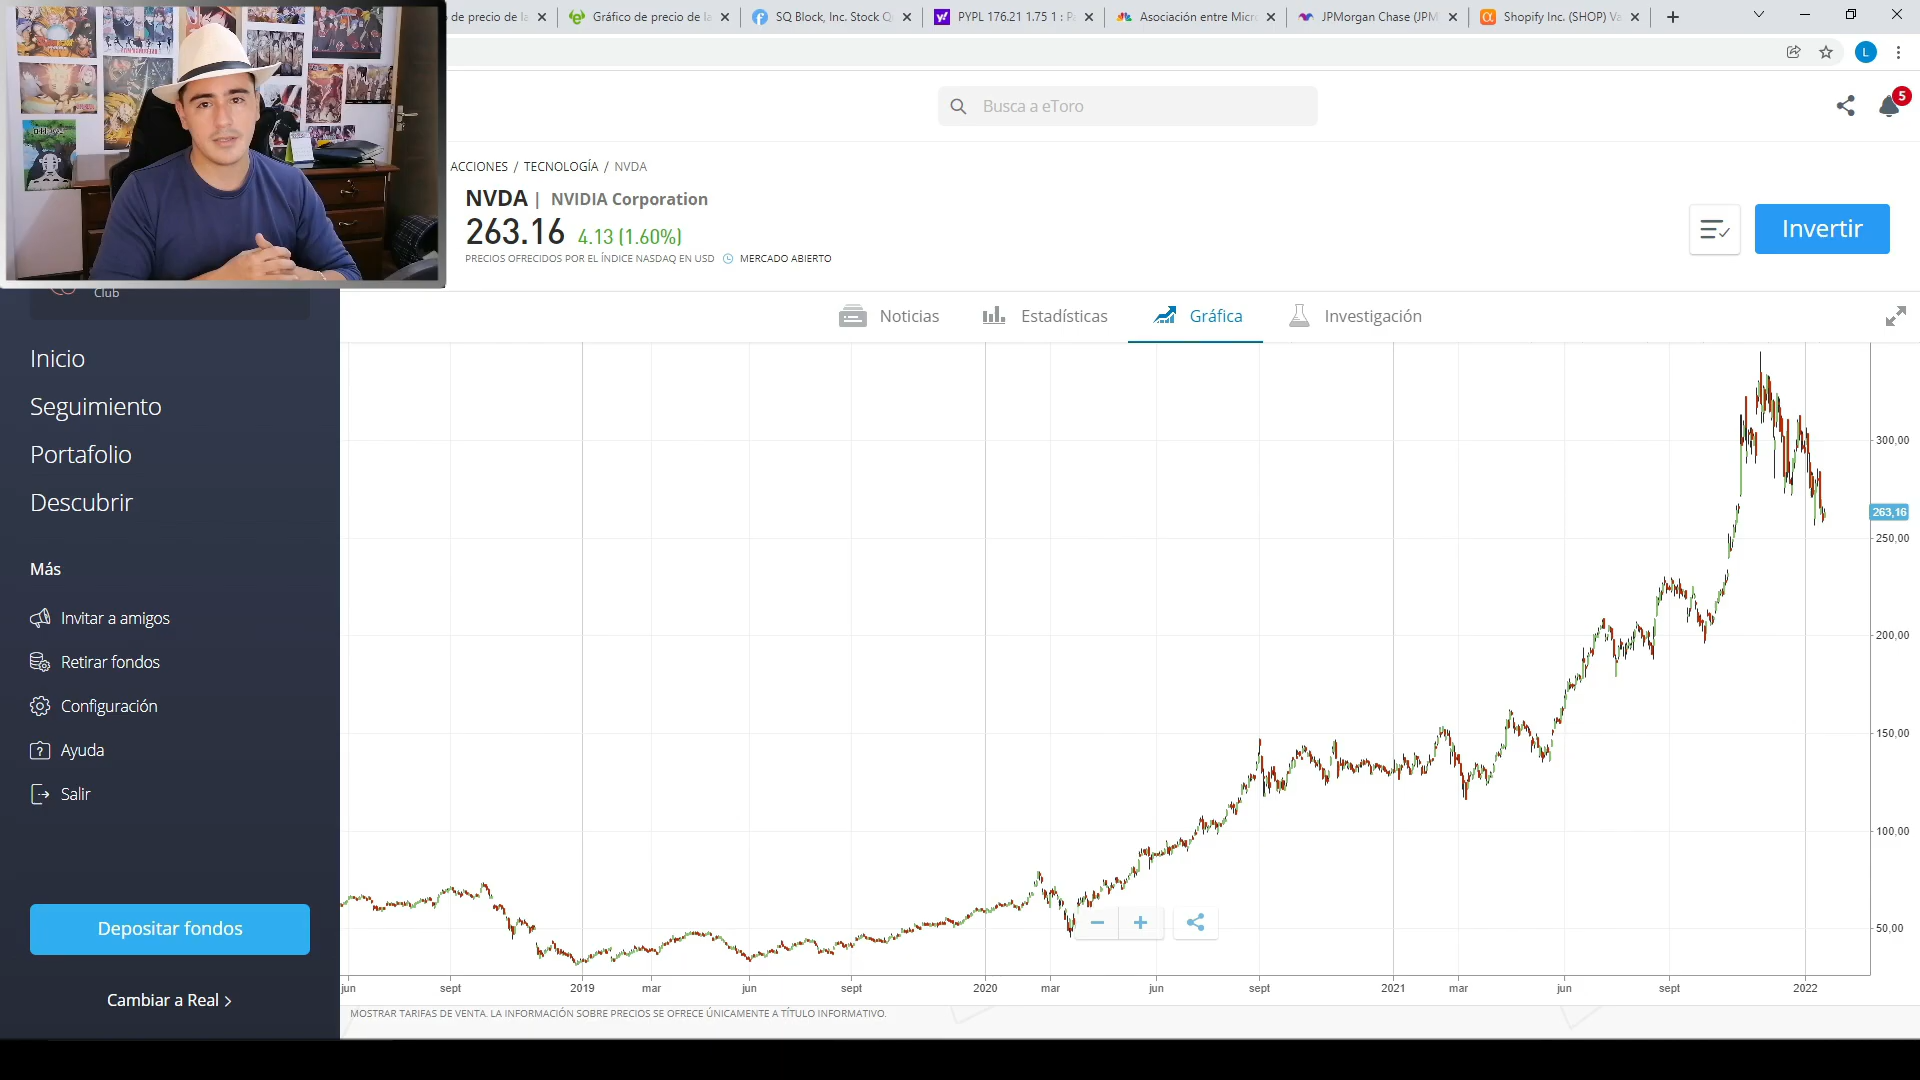 de precio de la
Gráfico de precio de la
SQ Block, Inc. Stock Q
PYPL 176.21 1.75 1 : P
Asociación entre Micro
JPMorgan Chase (JPM
Shopify Inc. (SHOP) Va
L
Busca a eToro
5
ACCIONES / TECNOLOGÍA / NVDA
NVDA | NVIDIA Corporation
263.16 4.13 (1.60%)
PRECIOS OFRECIDOS POR EL ÍNDICE NASDAQ EN USD MERCADO ABIERTO
Invertir
Club
Noticias
Estadísticas
Gráfica
Investigación
Inicio
Seguimiento
Portafolio
Descubrir
Más
Invitar a amigos
Retirar fondos
Configuración
Ayuda
Salir
Depositar fondos
Cambiar a Real >
300,00
263,16
250,00
200,00
150,00
100,00
50,00
jun sept 2019 mar jun sept 2020 mar jun sept 2021 mar jun sept 2022
MOSTRAR TARIFAS DE VENTA. LA INFORMACIÓN SOBRE PRECIOS SE OFRECE ÚNICAMENTE A TÍTULO INFORMATIVO.